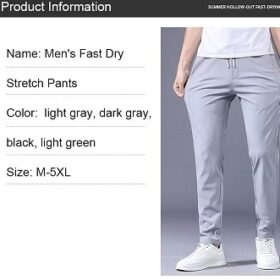 Product Information
SUMMER HOLLOW-OUT FAST DRYING
Name: Men's Fast Dry
Stretch Pants
Color: light gray, dark gray,
black, light green
Size: M-5XL